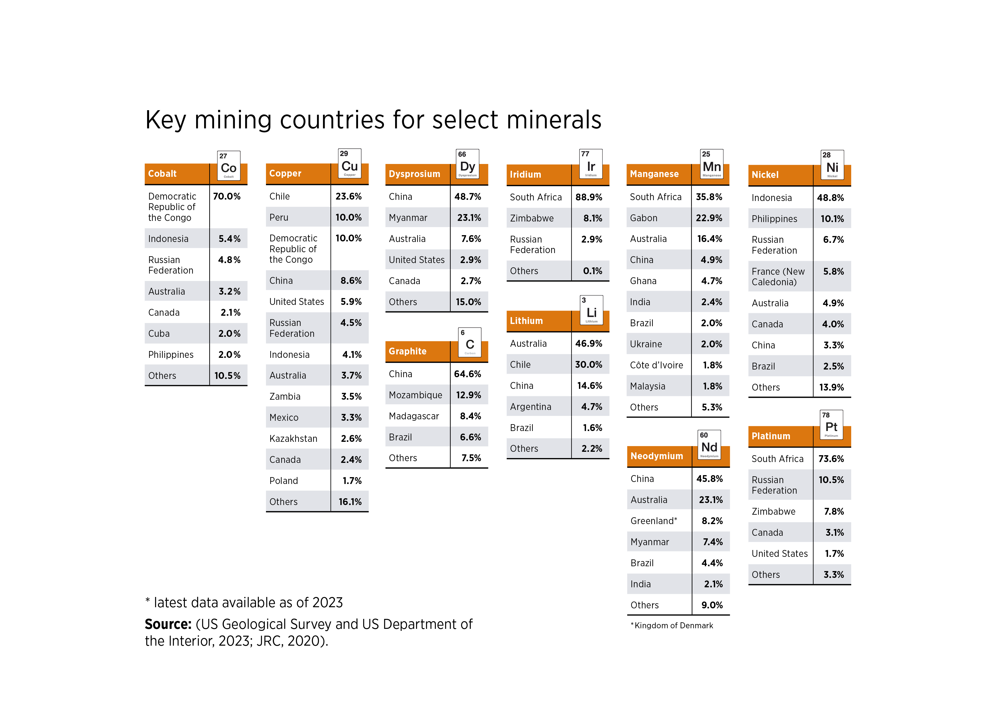 Key mining countries for select minerals
27
Co
Cobalt
Cobalt
Democratic 70.0%
Republic of
the Congo
Indonesia 5.4%
Russian 4.8%
Federation
Australia 3.2%
Canada 2.1%
Cuba 2.0%
Philippines 2.0%
Others 10.5%
29
Cu
Copper
Copper
Chile 23.6%
Peru 10.0%
Democratic 10.0%
Republic of
the Congo
China 8.6%
United States 5.9%
Russian 4.5%
Federation
Indonesia 4.1%
Australia 3.7%
Zambia 3.5%
Mexico 3.3%
Kazakhstan 2.6%
Canada 2.4%
Poland 1.7%
Others 16.1%
66
Dy
Dysprosium
Dysprosium
China 48.7%
Myanmar 23.1%
Australia 7.6%
United States 2.9%
Canada 2.7%
Others 15.0%
6
C
Carbon
Graphite
China 64.6%
Mozambique 12.9%
Madagascar 8.4%
Brazil 6.6%
Others 7.5%
77
Ir
Iridium
Iridium
South Africa 88.9%
Zimbabwe 8.1%
Russian 2.9%
Federation
Others 0.1%
3
Li
Lithium
Lithium
Australia 46.9%
Chile 30.0%
China 14.6%
Argentina 4.7%
Brazil 1.6%
Others 2.2%
25
Mn
Manganese
Manganese
South Africa 35.8%
Gabon 22.9%
Australia 16.4%
China 4.9%
Ghana 4.7%
India 2.4%
Brazil 2.0%
Ukraine 2.0%
Côte d’Ivoire 1.8%
Malaysia 1.8%
Others 5.3%
60
Nd
Neodymium
Neodymium
China 45.8%
Australia 23.1%
Greenland* 8.2%
Myanmar 7.4%
Brazil 4.4%
India 2.1%
Others 9.0%
*Kingdom of Denmark
28
Ni
Nickel
Nickel
Indonesia 48.8%
Philippines 10.1%
Russian 6.7%
Federation
France (New 5.8%
Caledonia)
Australia 4.9%
Canada 4.0%
China 3.3%
Brazil 2.5%
Others 13.9%
78
Pt
Platinum
Platinum
South Africa 73.6%
Russian 10.5%
Federation
Zimbabwe 7.8%
Canada 3.1%
United States 1.7%
Others 3.3%
* latest data available as of 2023
Source: (US Geological Survey and US Department of
the Interior, 2023; JRC, 2020).